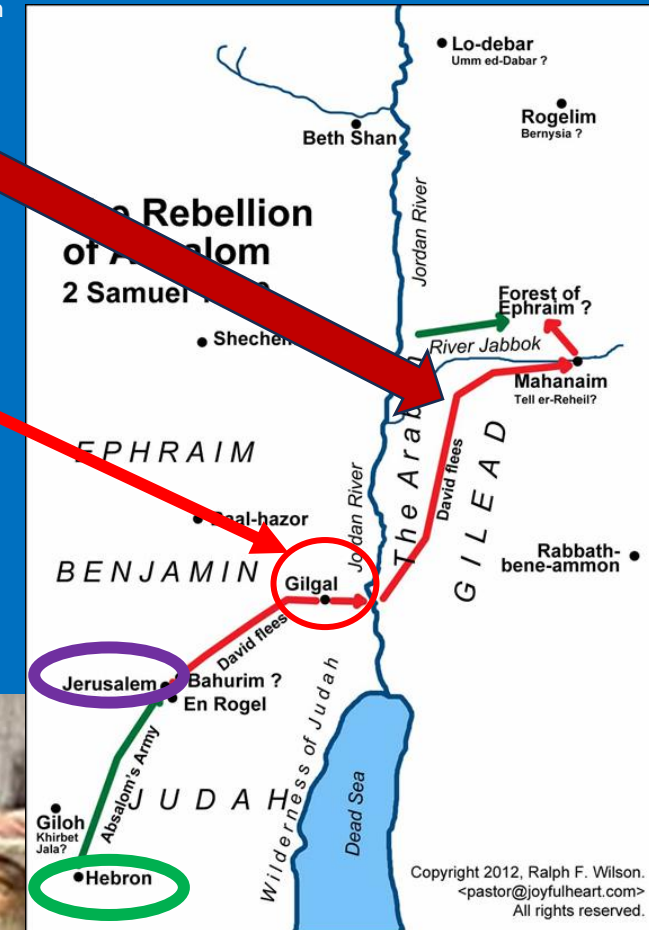 Lo-debar
Umm ed-Dabar ?
Rogelim
Bernysia ?
Beth Shan
Jordan River
Rebellion
of
2 Samuel
Forest of
Ephraim ?
River Jabbok
Mahanaim
Tell er-Reheil?
EPHRAIM
The
David flees
GILEAD
Jordan River
BENJAMIN
Gilgal
Rabbath-
bene-ammon
David flees
Jerusalem
Bahurim ?
En Rogel
Absalom's Army
JUDAH
Wilderness of Judah
Dead Sea
Giloh
Khirbet
Jala?
Hebron
Copyright 2012, Ralph F. Wilson.
<pastor@joyfulheart.com>
All rights reserved.